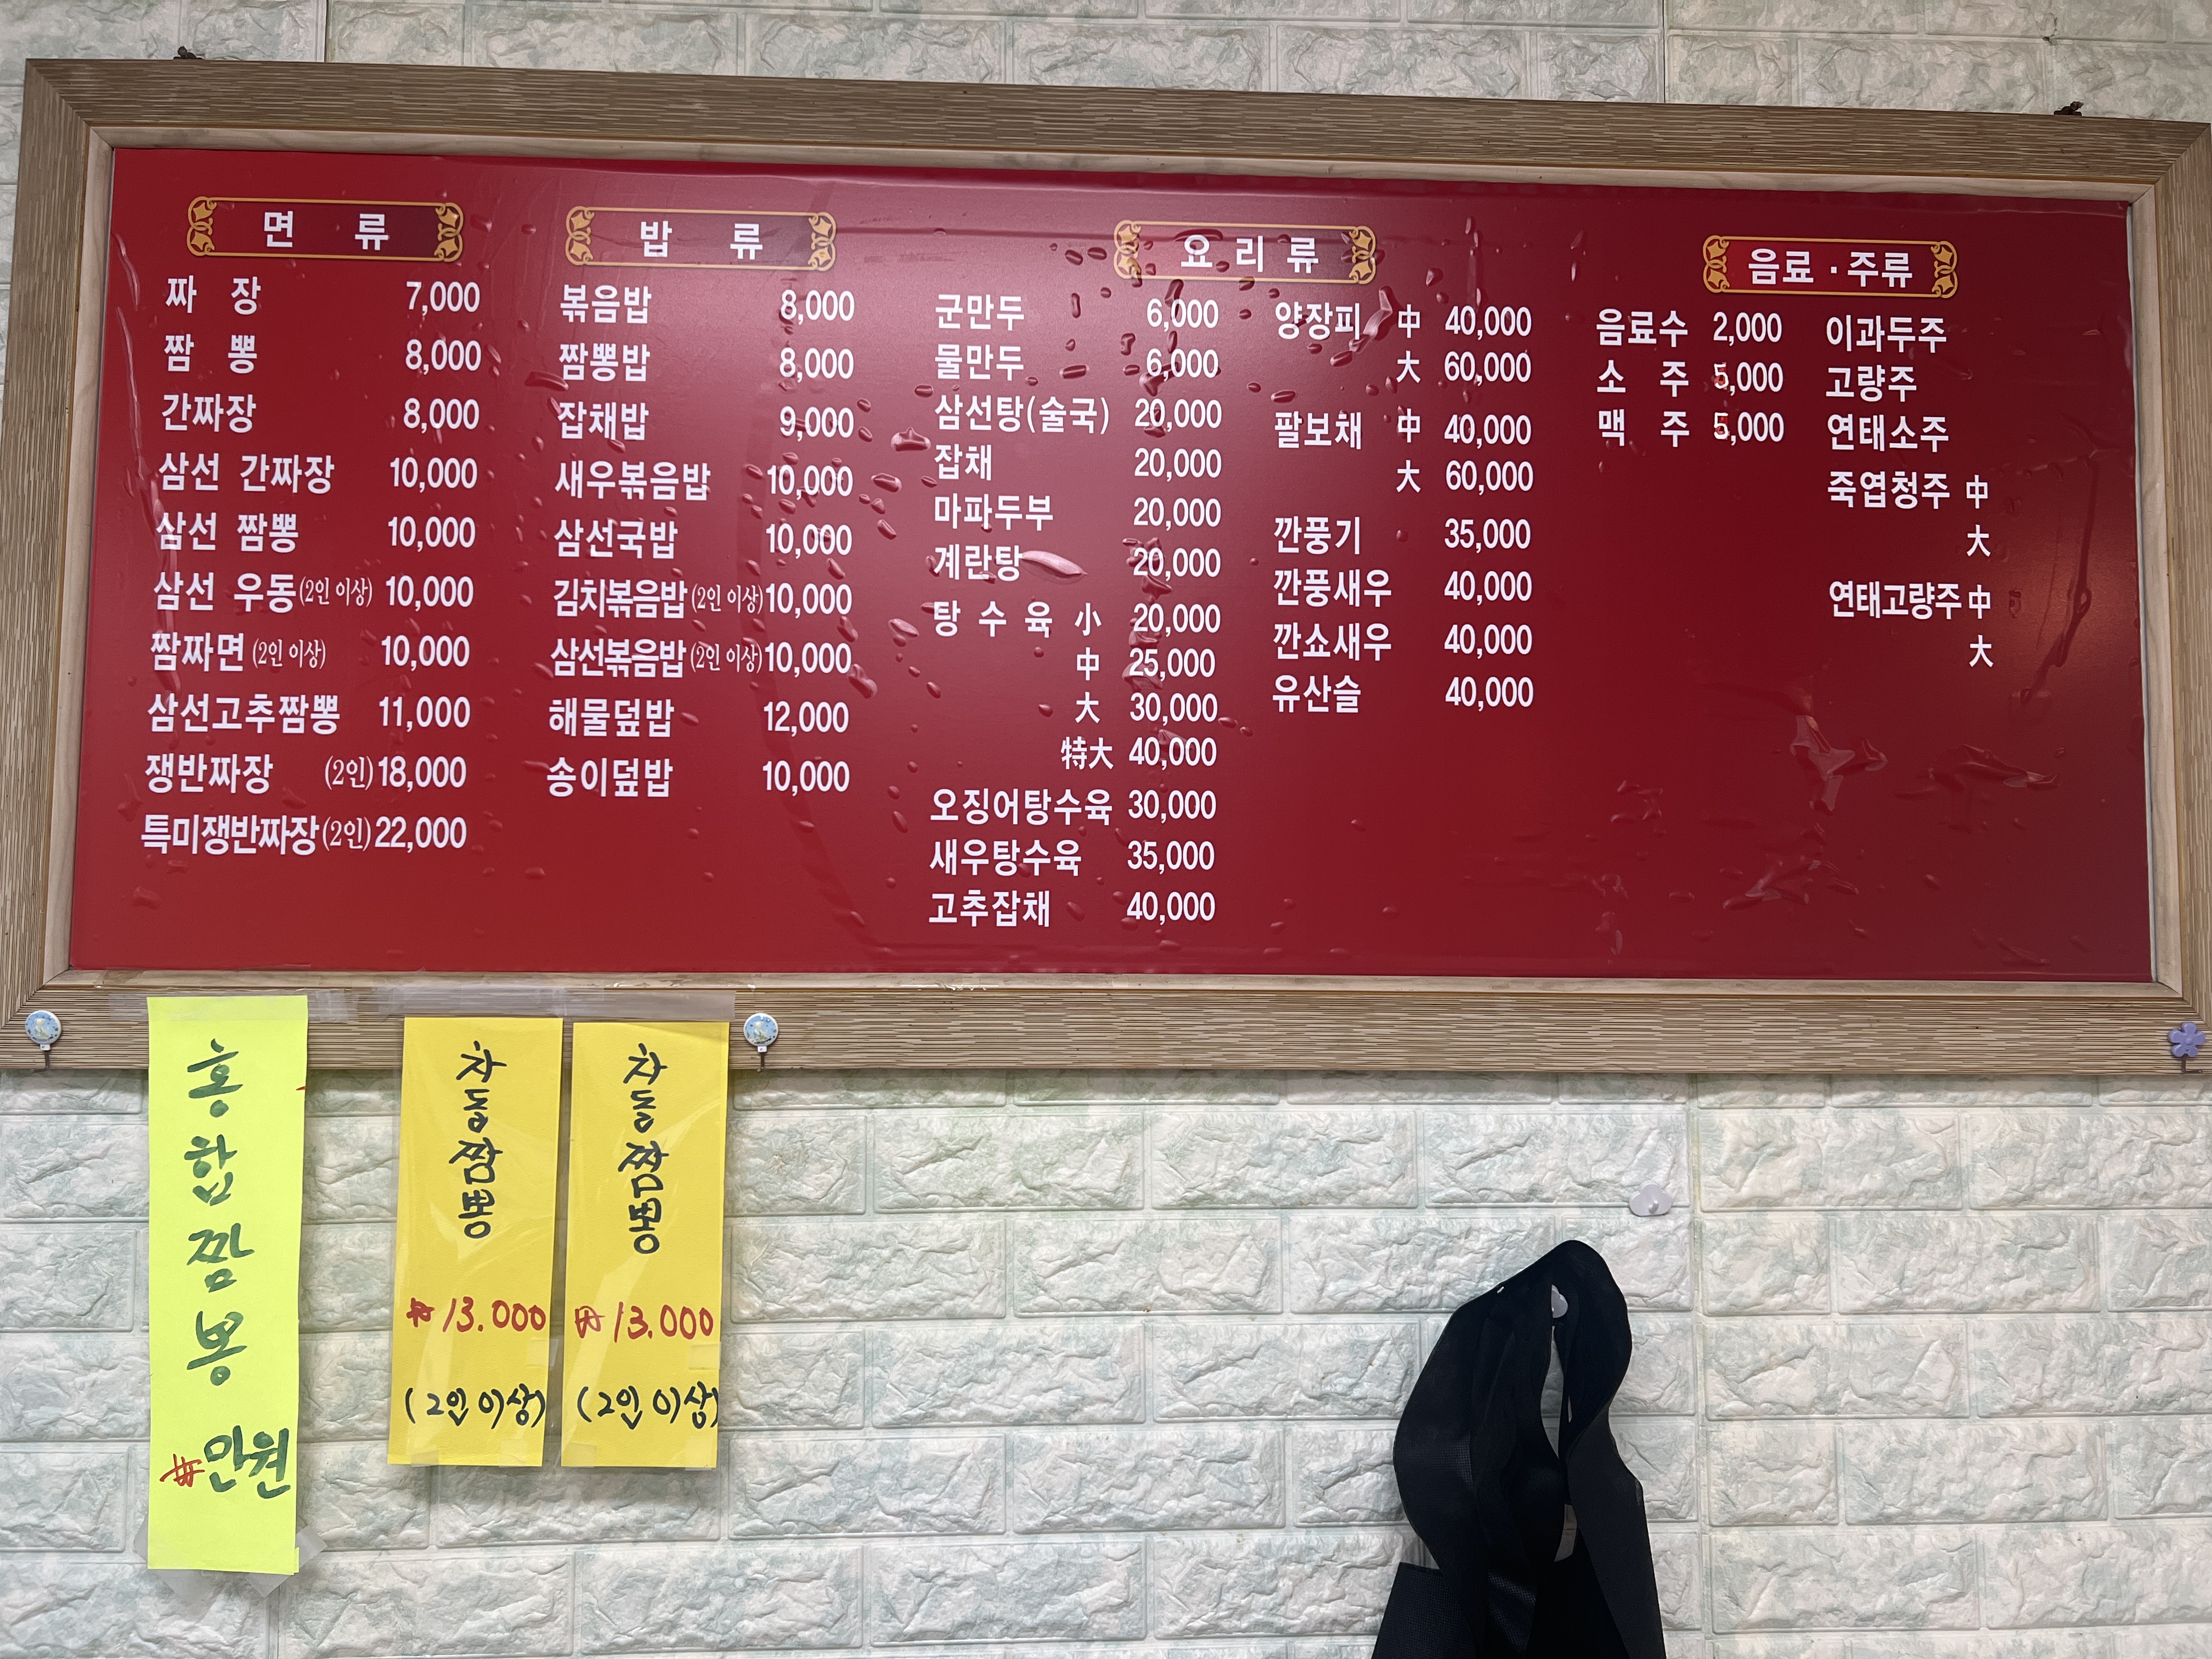 면 류
짜 장 7,000
짬 뽕 8,000
간짜장 8,000
삼선 간짜장 10,000
삼선 짬뽕 10,000
삼선 우동(2인 이상) 10,000
짬짜면(2인 이상) 10,000
삼선고추짬뽕 11,000
쟁반짜장 (2인)18,000
특미쟁반짜장(2인)22,000
밥 류
볶음밥 8,000
짬뽕밥 8,000
잡채밥 9,000
새우볶음밥 10,000
삼선국밥 10,000
김치볶음밥(2인 이상)10,000
삼선볶음밥(2인 이상)10,000
해물덮밥 12,000
송이덮밥 10,000
요 리 류
군만두 6,000
물만두 6,000
삼선탕(술국) 20,000
잡채 20,000
마파두부 20,000
계란탕 20,000
탕 수 육 小 20,000
中 25,000
大 30,000
特大 40,000
오징어탕수육 30,000
새우탕수육 35,000
고추잡채 40,000
양장피 中 40,000
大 60,000
팔보채 中 40,000
大 60,000
깐풍기 35,000
깐풍새우 40,000
깐쇼새우 40,000
유산슬 40,000
음료·주류
음료수 2,000
소 주 5,000
맥 주 5,000
이과두주
고량주
연태소주
죽엽청주 中
大
연태고량주 中
大
홍합짬뽕
₩만원
차돌짬뽕
₩13.000
(2인 이상)
차돌짬뽕
₩13.000
(2인 이상)